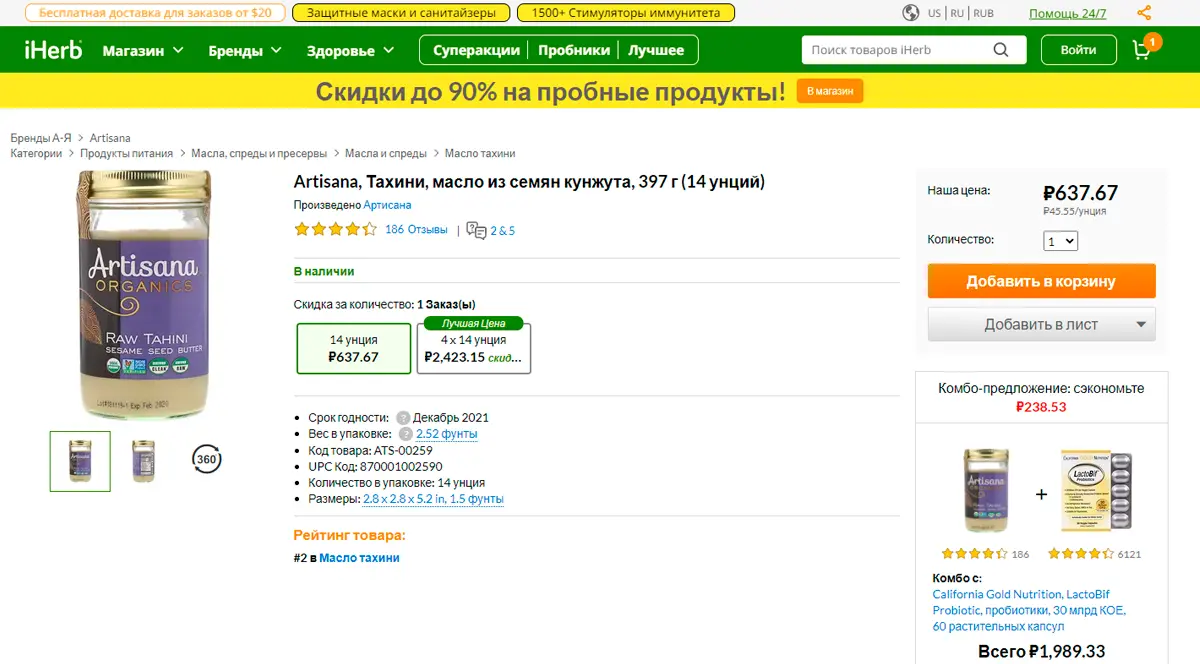 Бесплатная доставка для заказов от $20
Защитные маски и санитайзеры
1500+ Стимуляторы иммунитета
US | RU | RUB
Помощь 24/7
iHerb
Магазин
Бренды
Здоровье
Суперакции | Пробники | Лучшее
Поиск товаров iHerb
Войти
1
Скидки до 90% на пробные продукты!
В магазин
Бренды А-Я > Artisana
Категории > Продукты питания > Масла, спреды и пресервы > Масла и спреды > Масло тахини
Artisana
ORGANICS
RAW TAHINI
SESAME SEED BUTTER
360
Artisana, Тахини, масло из семян кунжута, 397 г (14 унций)
Произведено Артисана
186 Отзывы | 2 & 5
В наличии
Скидка за количество: 1 Заказ(ы)
14 унция
₽637.67
Лучшая Цена
4 x 14 унция
₽2,423.15 скид...
Срок годности: ? Декабрь 2021
Вес в упаковке: ? 2.52 фунты
Код товара: ATS-00259
UPC Код: 870001002590
Количество в упаковке: 14 унция
Размеры: 2.8 x 2.8 x 5.2 in, 1.5 фунты
Рейтинг товара:
#2 в Масло тахини
Наша цена:
₽637.67
₽45.55/унция
Количество:
1
Добавить в корзину
Добавить в лист
Комбо-предложение: сэкономьте
₽238.53
Artisana
+
LactoBif
186
6121
Комбо с:
California Gold Nutrition, LactoBif
Probiotic, пробиотики, 30 млрд КОЕ,
60 растительных капсул
Всего ₽1,989.33